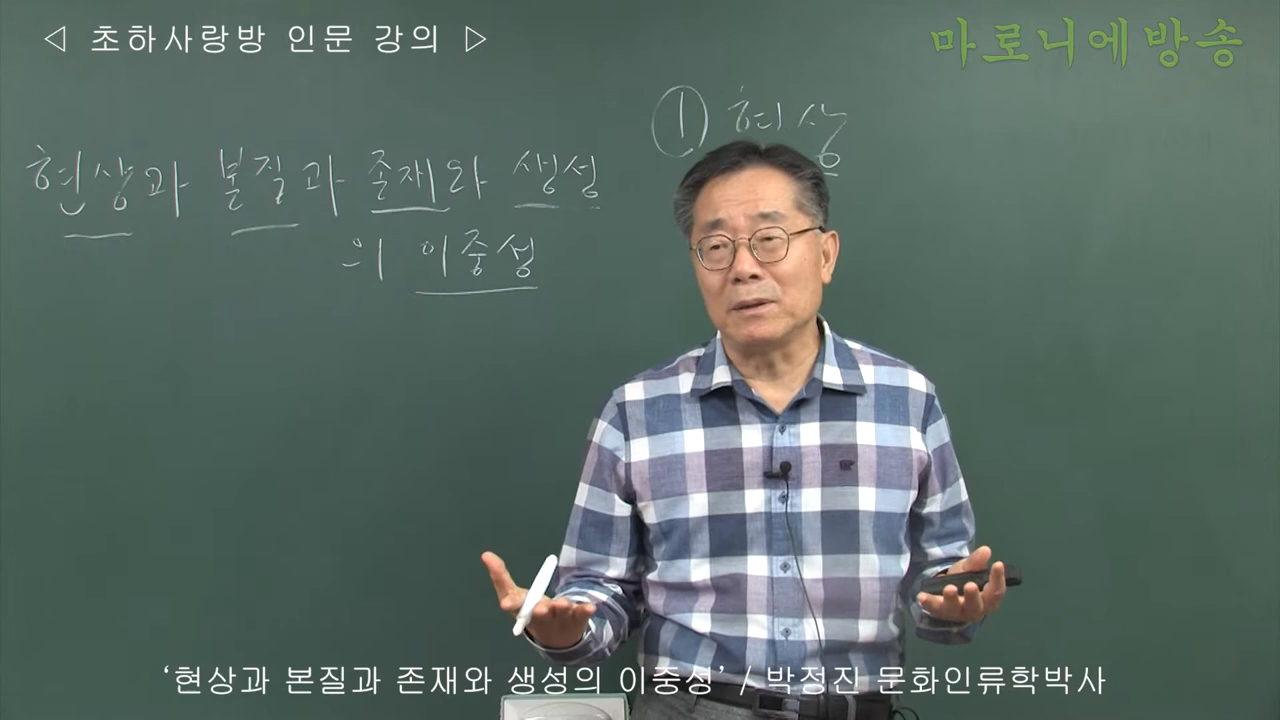 ◁ 초하사랑방 인문 강의 ▷
마로니에방송
① 현상
현상과 본질과 존재와 생성
의 이중성
‘현상과 본질과 존재와 생성의 이중성’ / 박정진 문화인류학박사